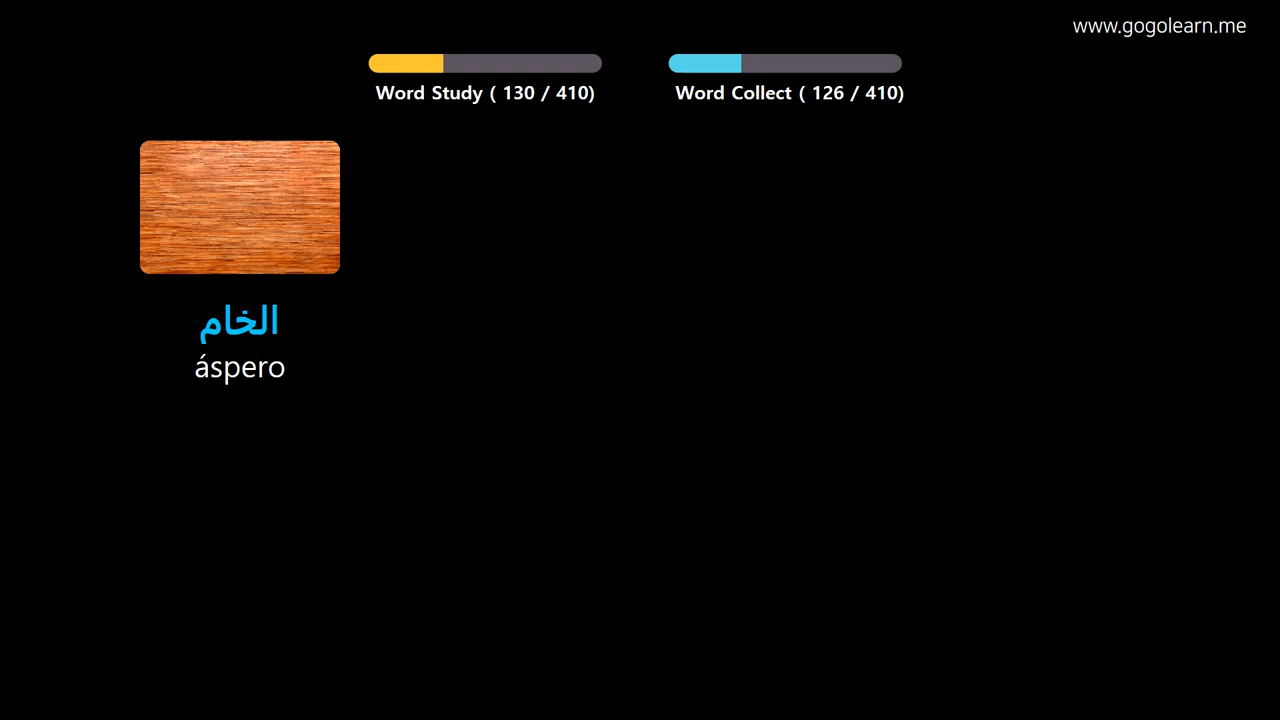 www.gogolearn.me
Word Study ( 130 / 410)
Word Collect ( 126 / 410)
الخام
áspero